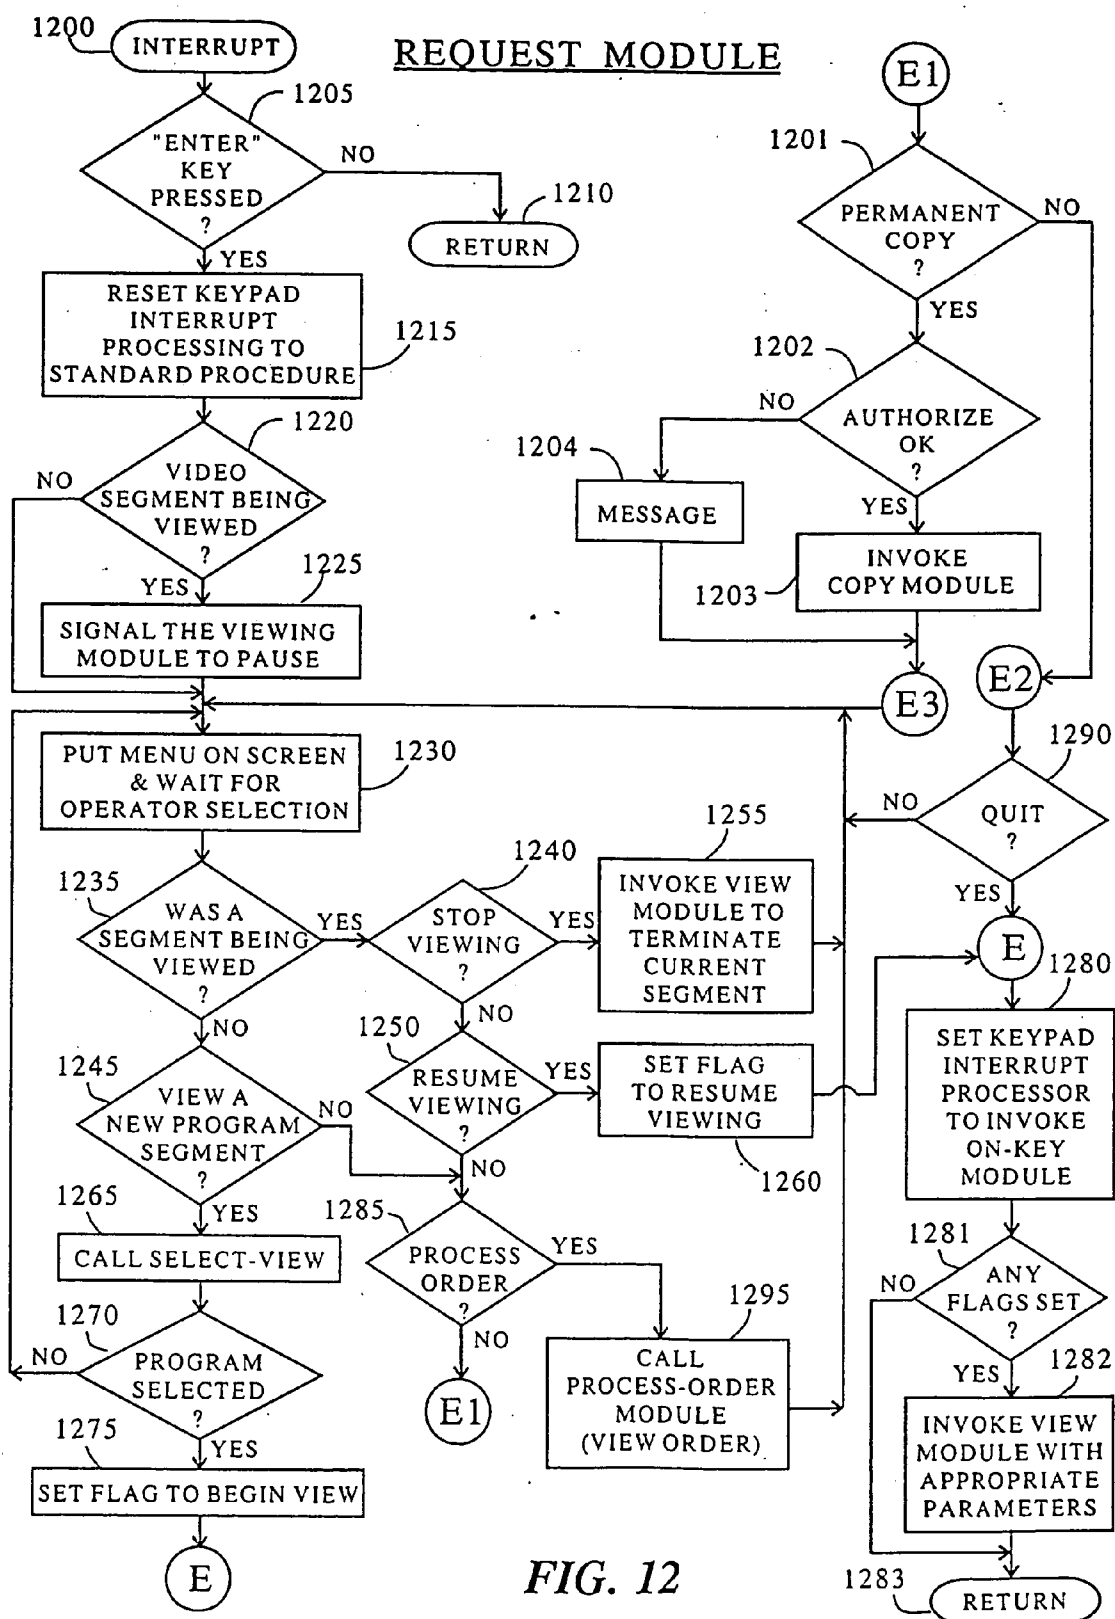 REQUEST MODULE
1200
INTERRUPT
1205
"ENTER"
KEY
PRESSED
?
NO
1210
RETURN
YES
RESET KEYPAD
INTERRUPT
PROCESSING TO
STANDARD PROCEDURE
1215
1220
NO
VIDEO
SEGMENT BEING
VIEWED
?
YES
1225
SIGNAL THE VIEWING
MODULE TO PAUSE
PUT MENU ON SCREEN
& WAIT FOR
OPERATOR SELECTION
1230
1235
WAS A
SEGMENT BEING
VIEWED
?
YES
NO
1240
STOP
VIEWING
?
YES
NO
1255
INVOKE VIEW
MODULE TO
TERMINATE
CURRENT
SEGMENT
1245
VIEW A
NEW PROGRAM
SEGMENT
?
NO
YES
1250
RESUME
VIEWING
?
YES
NO
SET FLAG
TO RESUME
VIEWING
1260
1265
CALL SELECT-VIEW
1285
PROCESS
ORDER
?
YES
NO
E1
1295
CALL
PROCESS-ORDER
MODULE
(VIEW ORDER)
1270
NO
PROGRAM
SELECTED
?
YES
1275
SET FLAG TO BEGIN VIEW
E
E1
1201
PERMANENT
COPY
?
NO
YES
1202
NO
AUTHORIZE
OK
?
YES
1204
MESSAGE
INVOKE
COPY MODULE
1203
E3
E2
1290
NO
QUIT
?
YES
E
1280
SET KEYPAD
INTERRUPT
PROCESSOR
TO INVOKE
ON-KEY
MODULE
1281
NO
ANY
FLAGS SET
?
YES
1282
INVOKE VIEW
MODULE WITH
APPROPRIATE
PARAMETERS
1283
RETURN
FIG. 12